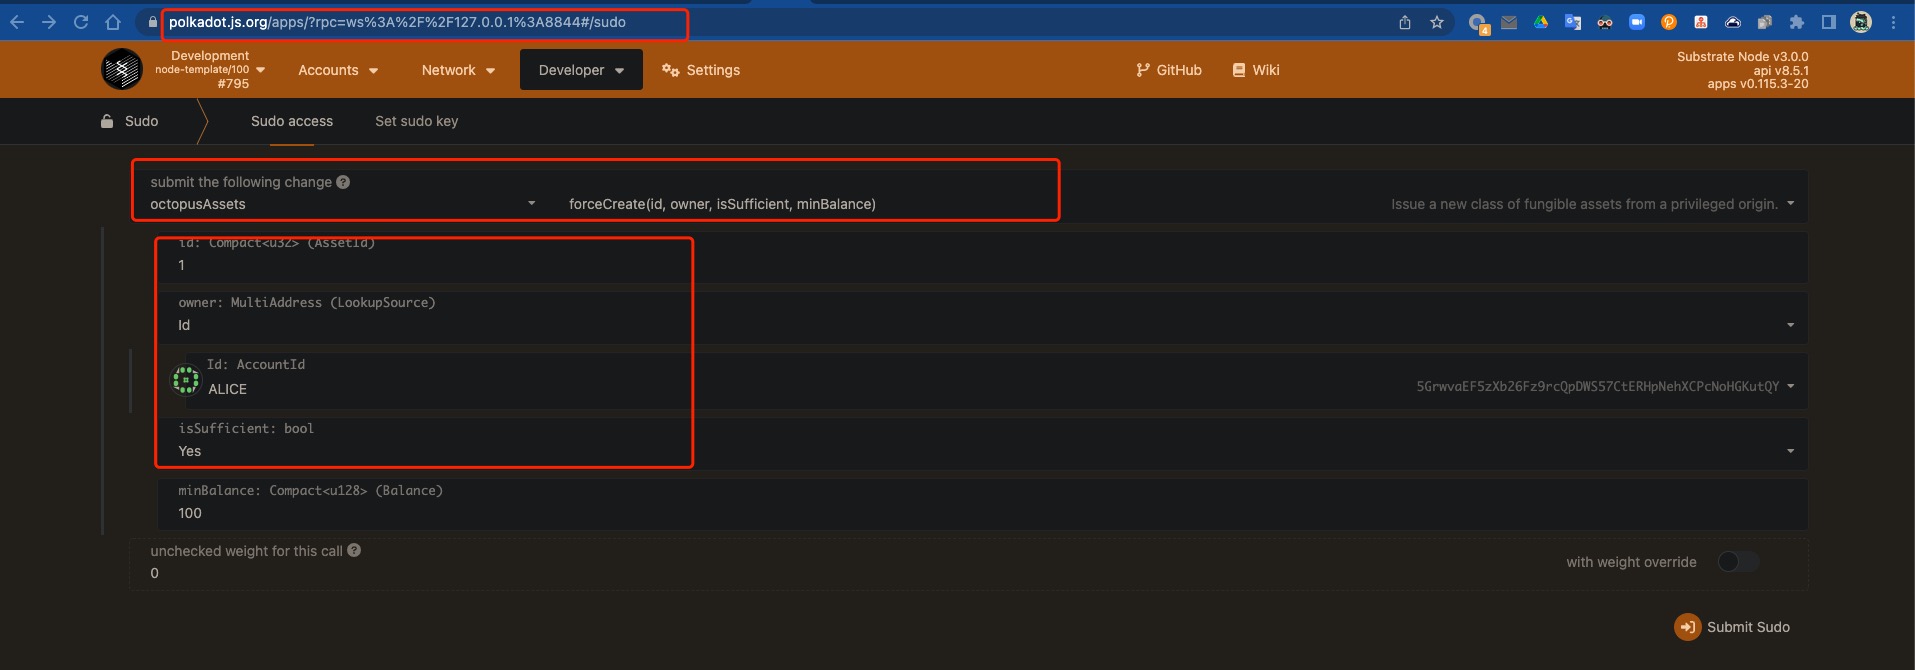 polkadot.js.org/apps/?rpc=ws%3A%2F%2F127.0.0.1%3A8844#/sudo
4
Development
node-template/100
#795
Accounts
Network
Developer
Settings
GitHub
Wiki
Substrate Node v3.0.0
api v8.5.1
apps v0.115.3-20
Sudo
Sudo access
Set sudo key
submit the following change
octopusAssets
forceCreate(id, owner, isSufficient, minBalance)
Issue a new class of fungible assets from a privileged origin.
id: Compact<u32> (AssetId)
1
owner: MultiAddress (LookupSource)
Id
Id: AccountId
ALICE
5GrwvaEF5zXb26Fz9rcQpDWS57CtERHpNehXCPcNoHGKutQY
isSufficient: bool
Yes
minBalance: Compact<u128> (Balance)
100
unchecked weight for this call
0
with weight override
Submit Sudo